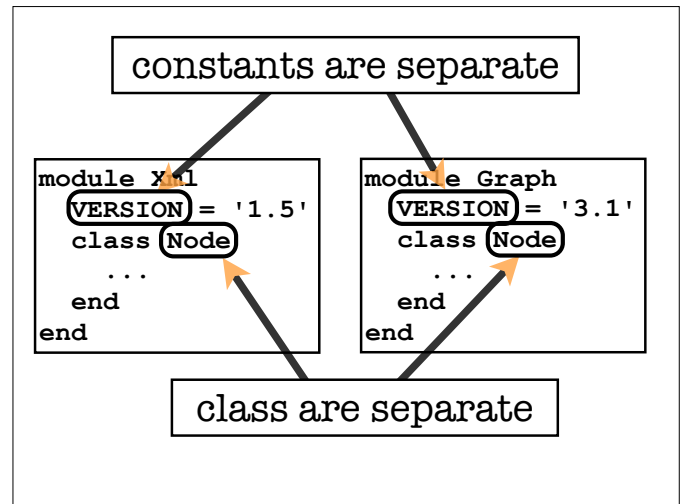 constants are separate
module Xml
  VERSION = '1.5'
  class Node
    ...
  end
end
module Graph
  VERSION = '3.1'
  class Node
    ...
  end
end
class are separate